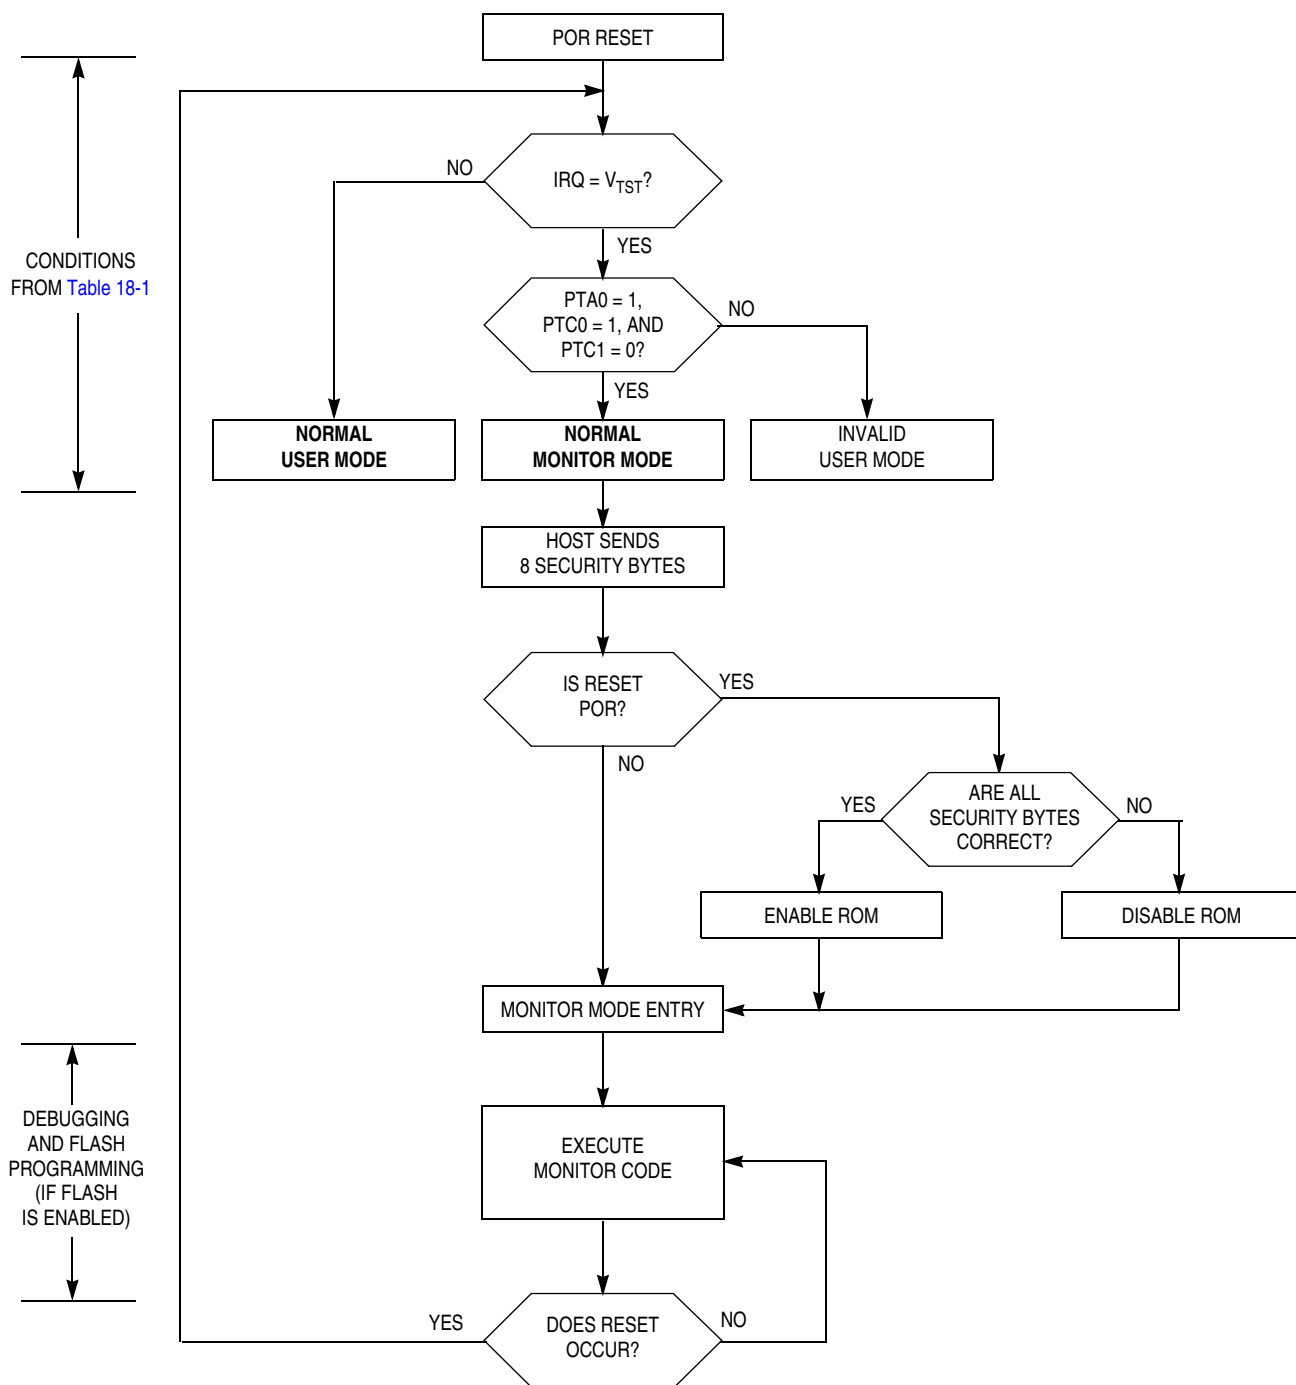 POR RESET
NO
IRQ = VTST?
YES
CONDITIONS
FROM Table 18-1
PTA0 = 1,
PTC0 = 1, AND
PTC1 = 0?
NO
YES
NORMAL
USER MODE
NORMAL
MONITOR MODE
INVALID
USER MODE
HOST SENDS
8 SECURITY BYTES
IS RESET
POR?
YES
NO
ARE ALL
SECURITY BYTES
CORRECT?
YES
NO
ENABLE ROM
DISABLE ROM
MONITOR MODE ENTRY
DEBUGGING
AND FLASH
PROGRAMMING
(IF FLASH
IS ENABLED)
EXECUTE
MONITOR CODE
YES
DOES RESET
OCCUR?
NO